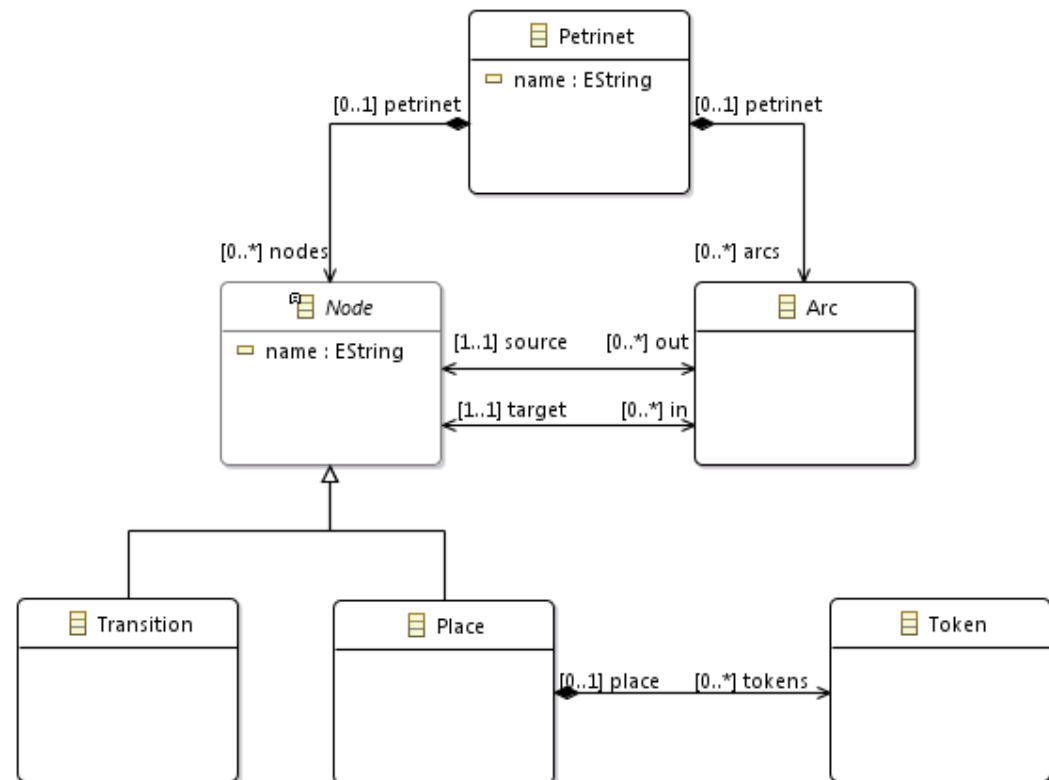 Petrinet
name : EString
[0..1] petrinet
[0..1] petrinet
[0..*] nodes
[0..*] arcs
Node
Arc
name : EString
[1..1] source
[0..*] out
[1..1] target
[0..*] in
Transition
Place
Token
[0..1] place
[0..*] tokens